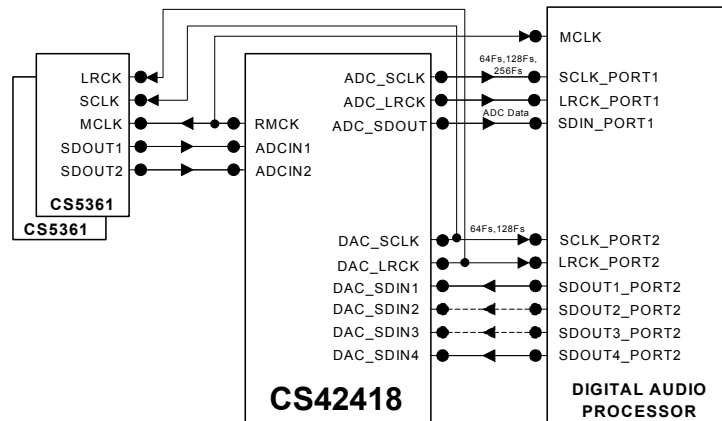 MCLK
64Fs,128Fs,
256Fs
LRCK
SCLK
MCLK
SDOUT1
SDOUT2
CS5361
CS5361
RMCK
ADCIN1
ADCIN2
ADC_SCLK
ADC_LRCK
ADC_SDOUT
ADC Data
SCLK_PORT1
LRCK_PORT1
SDIN_PORT1
DAC_SCLK
DAC_LRCK
DAC_SDIN1
DAC_SDIN2
DAC_SDIN3
DAC_SDIN4
64Fs,128Fs
SCLK_PORT2
LRCK_PORT2
SDOUT1_PORT2
SDOUT2_PORT2
SDOUT3_PORT2
SDOUT4_PORT2
CS42418
DIGITAL AUDIO
PROCESSOR